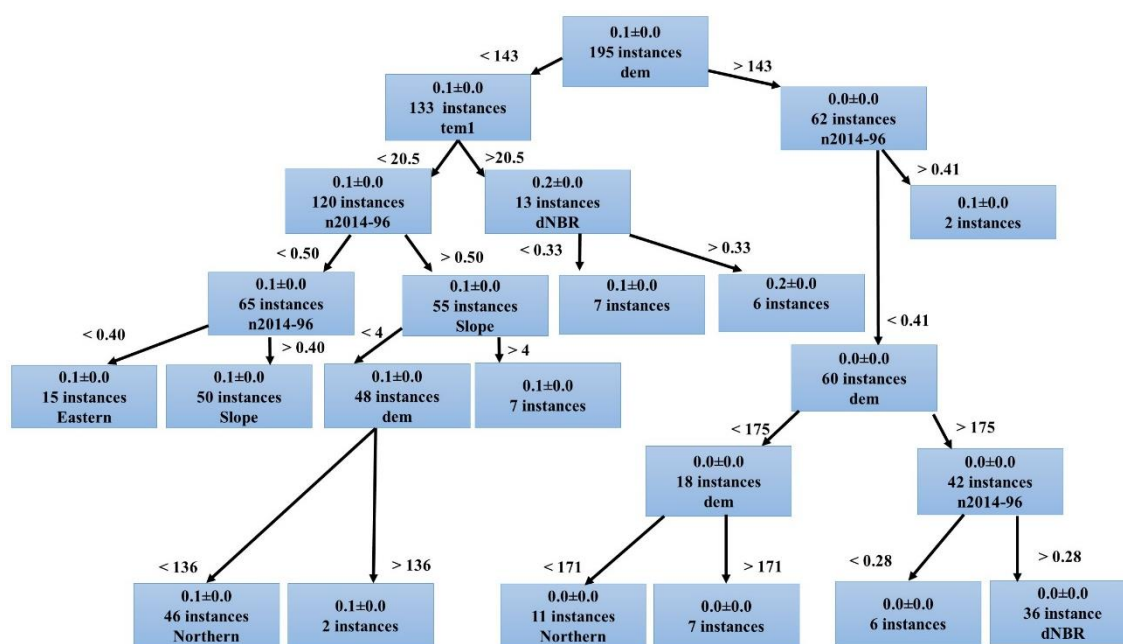 0.1±0.0
195 instances
dem
< 143
> 143
0.1±0.0
133 instances
tem1
0.0±0.0
62 instances
n2014-96
< 20.5
>20.5
> 0.41
0.1±0.0
120 instances
n2014-96
0.2±0.0
13 instances
dNBR
0.1±0.0
2 instances
< 0.50
> 0.50
< 0.33
> 0.33
0.1±0.0
65 instances
n2014-96
0.1±0.0
55 instances
Slope
0.1±0.0
7 instances
0.2±0.0
6 instances
< 0.40
> 0.40
< 4
> 4
< 0.41
0.1±0.0
15 instances
Eastern
0.1±0.0
50 instances
Slope
0.1±0.0
48 instances
dem
0.1±0.0
7 instances
0.0±0.0
60 instances
dem
< 175
> 175
0.0±0.0
18 instances
dem
0.0±0.0
42 instances
n2014-96
< 136
> 136
< 171
> 171
< 0.28
> 0.28
0.1±0.0
46 instances
Northern
0.1±0.0
2 instances
0.0±0.0
11 instances
Northern
0.0±0.0
7 instances
0.0±0.0
6 instances
0.0±0.0
36 instance
dNBR